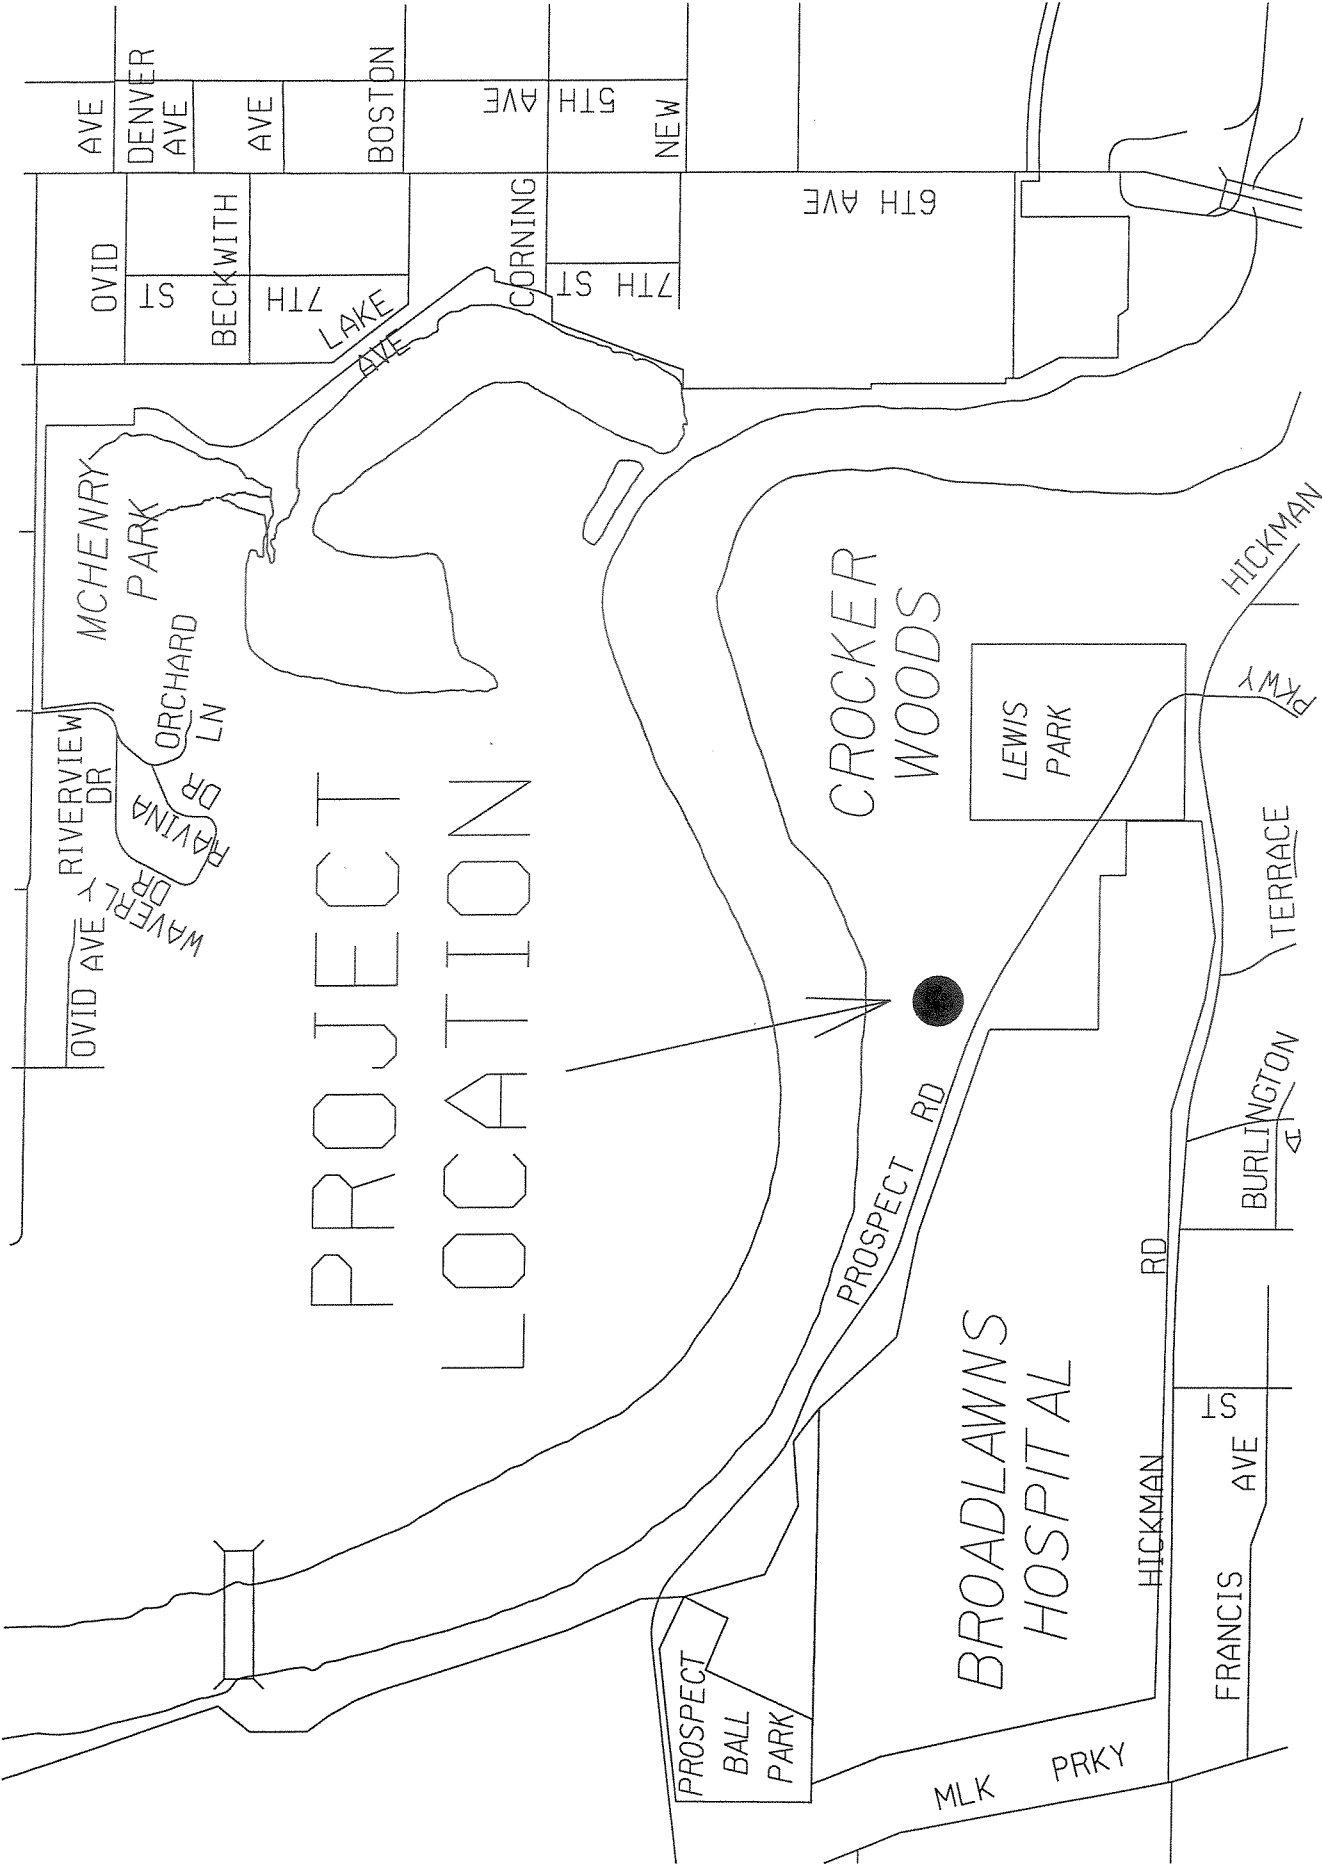 OVID AVE
RIVERVIEW
DR
WAVERLY
DR
RAVINA
DR
ORCHARD
LN
MCHENRY
PARK
OVID
AVE
DENVER
AVE
7TH
ST
BECKWITH
AVE
LAKE
AVE
BOSTON
CORNING
5TH
AVE
7TH ST
NEW
6TH AVE
PROJECT
LOCATION
PROSPECT
BALL
PARK
PROSPECT RD
CROCKER
WOODS
LEWIS
PARK
BROADLAWNS
HOSPITAL
MLK PRKY
HICKMAN RD
HICKMAN
PKWY
TERRACE
BURLINGTON
A
ST
FRANCIS AVE